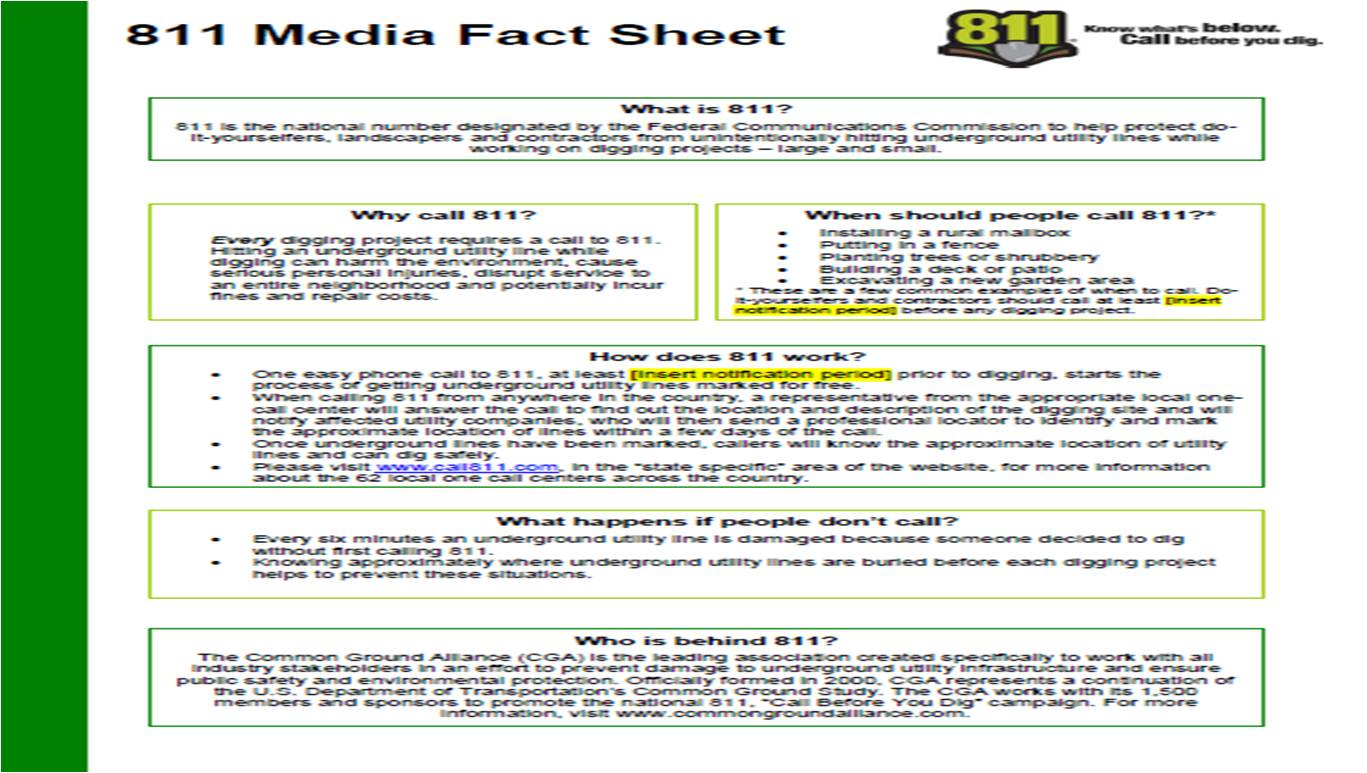 811 Media Fact Sheet
811
Know what's below.
Call before you dig.
What is 811?
811 is the national number designated by the Federal Communications Commission to help protect do-
it-yourselfers, landscapers and contractors from unintentionally hitting underground utility lines while
working on digging projects – large and small.
Why call 811?
Every digging project requires a call to 811.
Hitting an underground utility line while
digging can harm the environment, cause
serious personal injuries, disrupt service to
an entire neighborhood and potentially incur
fines and repair costs.
When should people call 811?*
• Installing a rural mailbox
• Putting in a fence
• Planting trees or shrubbery
• Building a deck or patio
• Excavating a new garden area
* These are a few common examples of when to call. Do-
it-yourselfers and contractors should call at least [insert
notification period] before any digging project.
How does 811 work?
• One easy phone call to 811, at least [insert notification period] prior to digging, starts the
process of getting underground utility lines marked for free.
• When calling 811 from anywhere in the country, a representative from the appropriate local one-
call center will answer the call to find out the location and description of the digging site and will
notify affected utility companies, who will then send a professional locator to identify and mark
the approximate location of lines within a few days of the call.
• Once underground lines have been marked, callers will know the approximate location of utility
lines and can dig safely.
• Please visit www.call811.com, in the "state specific" area of the website, for more information
about the 62 local one call centers across the country.
What happens if people don't call?
• Every six minutes an underground utility line is damaged because someone decided to dig
without first calling 811.
• Knowing approximately where underground utility lines are buried before each digging project
helps to prevent these situations.
Who is behind 811?
The Common Ground Alliance (CGA) is the leading association created specifically to work with all
industry stakeholders in an effort to prevent damage to underground utility infrastructure and ensure
public safety and environmental protection. Officially formed in 2000, CGA represents a continuation of
the U.S. Department of Transportation's Common Ground Study. The CGA works with its 1,500
members and sponsors to promote the national 811, "Call Before You Dig" campaign. For more
information, visit www.commongroundalliance.com.